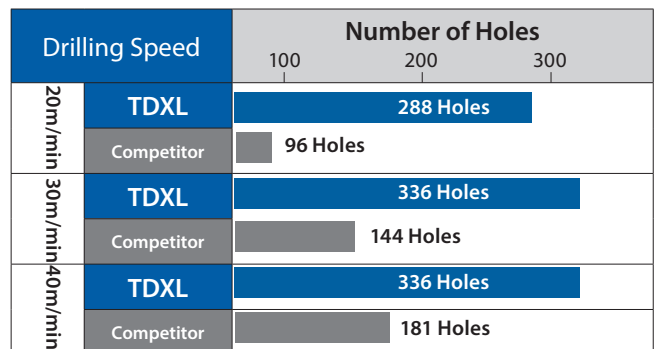 Drilling Speed
Number of Holes
100 200 300
20m/min
TDXL
288 Holes
Competitor
96 Holes
30m/min
TDXL
336 Holes
Competitor
144 Holes
40m/min
TDXL
336 Holes
Competitor
181 Holes